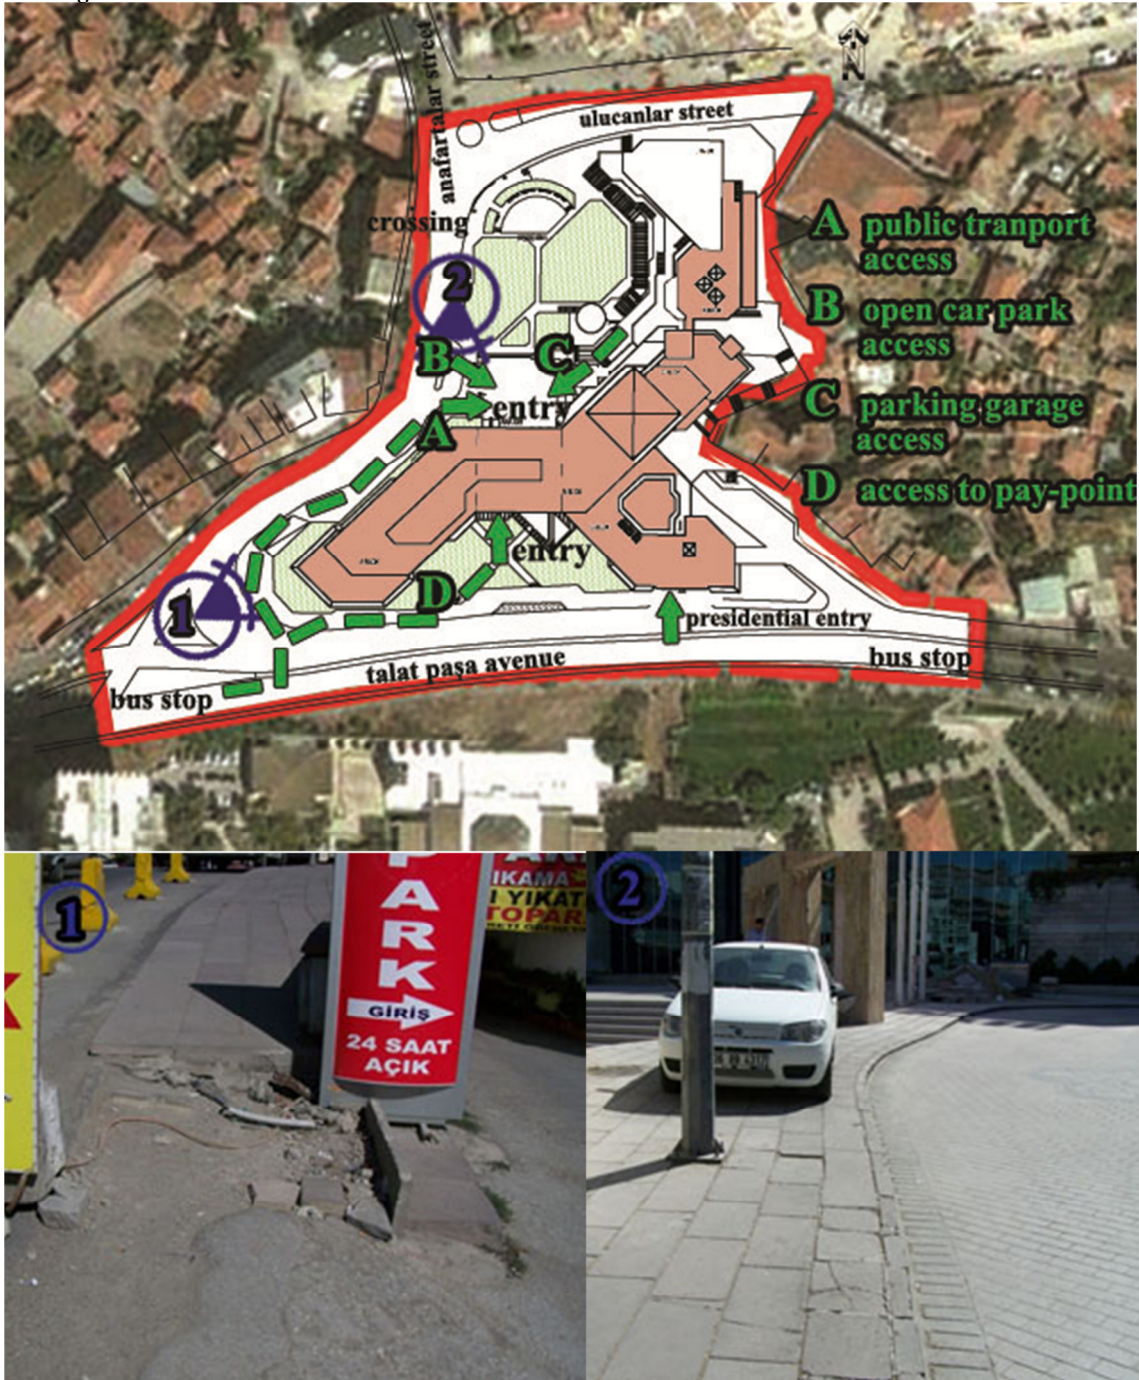 ulucanlar street
anafartalar street
crossing
2
B
C
A
entry
entry
D
1
presidential entry
talat paşa avenue
bus stop
bus stop
N
A public tranport
access
B open car park
access
C parking garage
access
D access to pay-point
1
PARK
GİRİŞ
24 SAAT
AÇIK
IKAMA
YIKAT
TOPAR
2